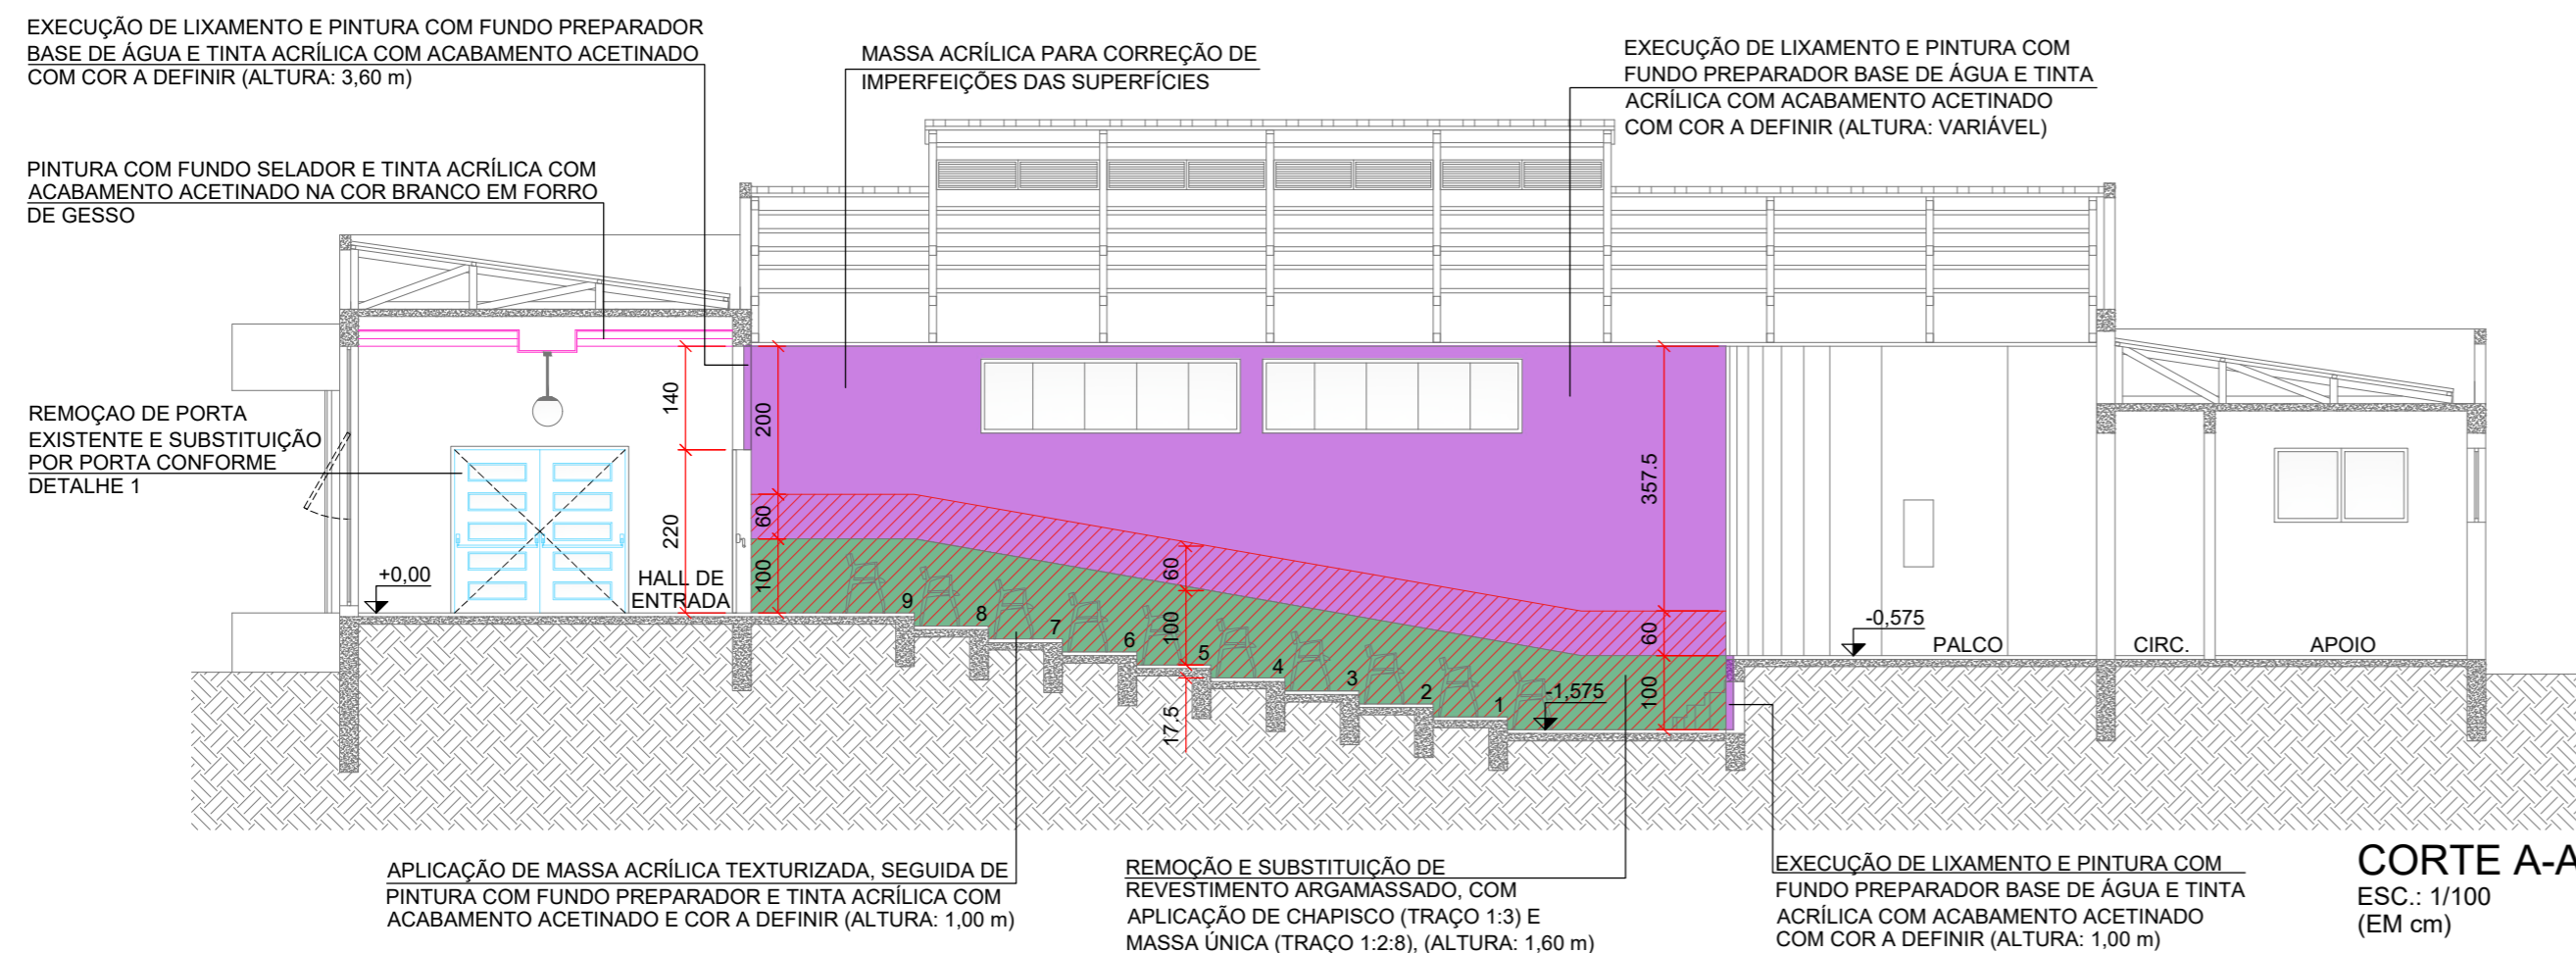 EXECUÇÃO DE LIXAMENTO E PINTURA COM FUNDO PREPARADOR
BASE DE ÁGUA E TINTA ACRÍLICA COM ACABAMENTO ACETINADO
COM COR A DEFINIR (ALTURA: 3,60 m)
MASSA ACRÍLICA PARA CORREÇÃO DE
IMPERFEIÇÕES DAS SUPERFÍCIES
EXECUÇÃO DE LIXAMENTO E PINTURA COM
FUNDO PREPARADOR BASE DE ÁGUA E TINTA
ACRÍLICA COM ACABAMENTO ACETINADO
COM COR A DEFINIR (ALTURA: VARIÁVEL)
PINTURA COM FUNDO SELADOR E TINTA ACRÍLICA COM
ACABAMENTO ACETINADO NA COR BRANCO EM FORRO
DE GESSO
REMOÇAO DE PORTA
EXISTENTE E SUBSTITUIÇÃO
POR PORTA CONFORME
DETALHE 1
140
220
200
60
100
60
100
17.5
357.5
60
100
+0,00
HALL DE
ENTRADA
9
8
7
6
5
4
3
2
1
-1,575
-0,575
PALCO
CIRC.
APOIO
APLICAÇÃO DE MASSA ACRÍLICA TEXTURIZADA, SEGUIDA DE
PINTURA COM FUNDO PREPARADOR E TINTA ACRÍLICA COM
ACABAMENTO ACETINADO E COR A DEFINIR (ALTURA: 1,00 m)
REMOÇÃO E SUBSTITUIÇÃO DE
REVESTIMENTO ARGAMASSADO, COM
APLICAÇÃO DE CHAPISCO (TRAÇO 1:3) E
MASSA ÚNICA (TRAÇO 1:2:8), (ALTURA: 1,60 m)
EXECUÇÃO DE LIXAMENTO E PINTURA COM
FUNDO PREPARADOR BASE DE ÁGUA E TINTA
ACRÍLICA COM ACABAMENTO ACETINADO
COM COR A DEFINIR (ALTURA: 1,00 m)
CORTE A-A
ESC.: 1/100
(EM cm)